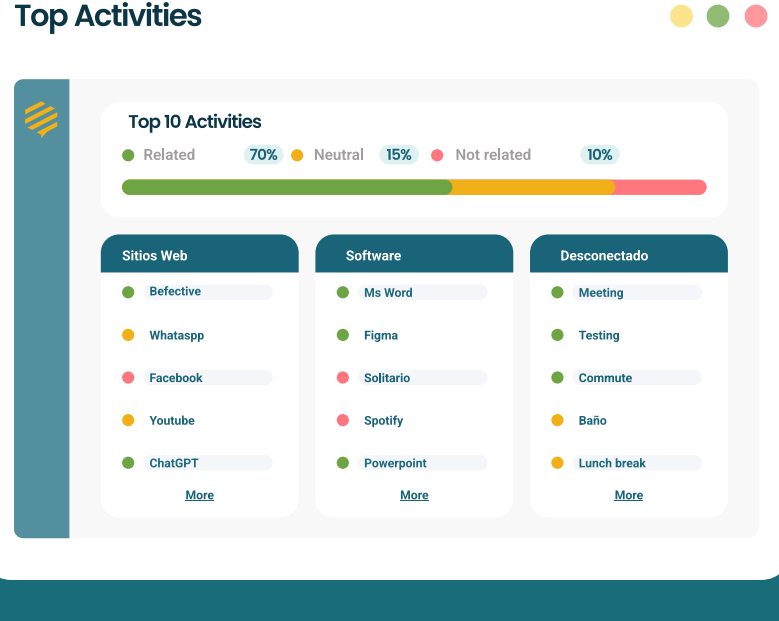 Top Activities
Top 10 Activities
Related 70% Neutral 15% Not related 10%
Sitios Web
Befective
Whataspp
Facebook
Youtube
ChatGPT
More
Software
Ms Word
Figma
Solitario
Spotify
Powerpoint
More
Desconectado
Meeting
Testing
Commute
Baño
Lunch break
More